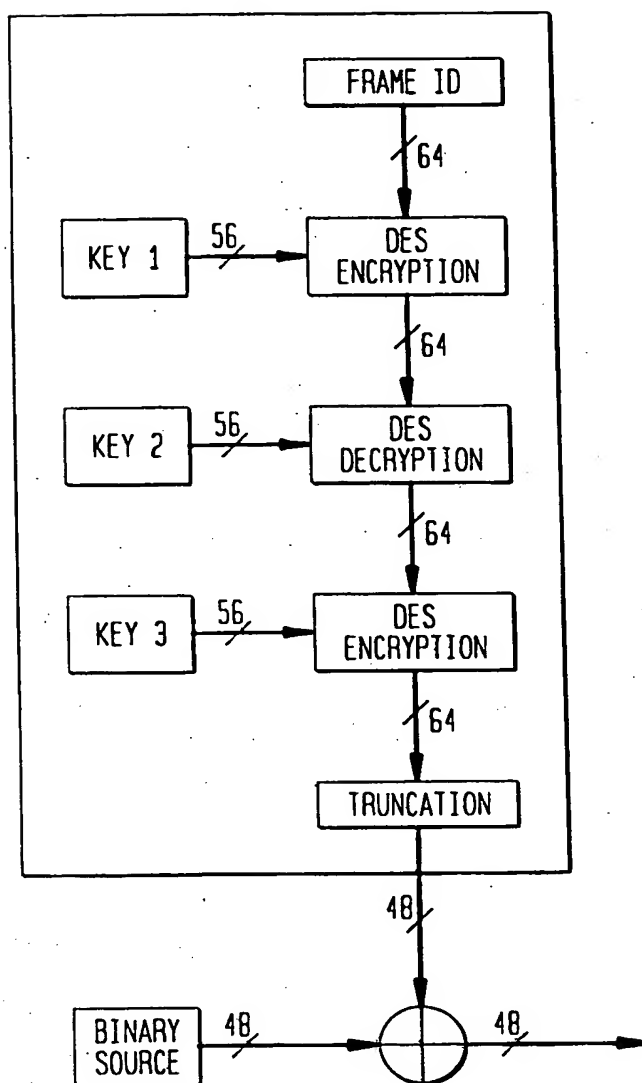 FRAME ID
64
KEY 1
56
DES
ENCRYPTION
64
KEY 2
56
DES
DECRYPTION
64
KEY 3
56
DES
ENCRYPTION
64
TRUNCATION
48
BINARY
SOURCE
48
48